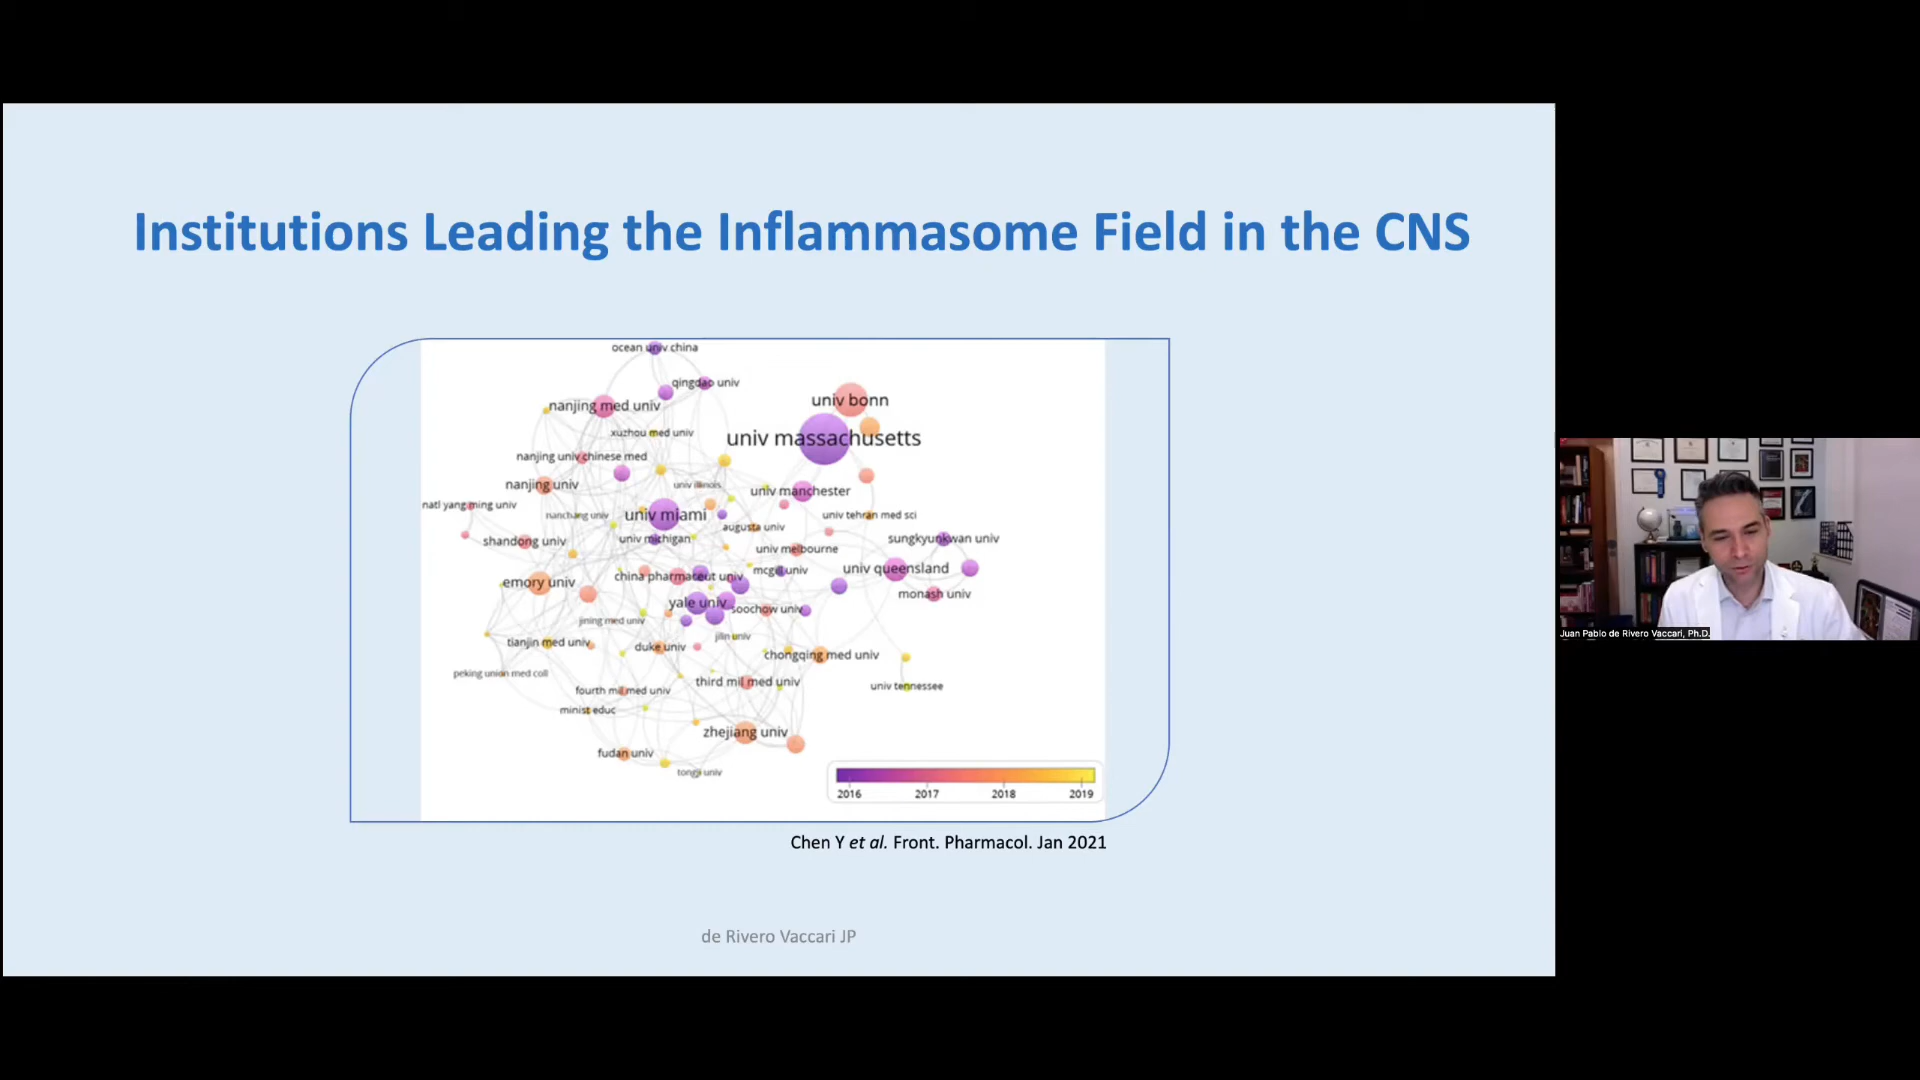 Institutions Leading the Inflammasome Field in the CNS
ocean univ china
qingdao univ
nanjing med univ
univ bonn
xuzhou med univ
univ massachusetts
nanjing univ chinese med
nanjing univ
univ illinois
univ manchester
natl yang ming univ
nanchang univ
univ miami
univ tehran med sci
augusta univ
shandong univ
univ michigan
univ melbourne
sungkyunkwan univ
china pharmaceut univ
mcgill univ
univ queensland
emory univ
monash univ
yale univ
soochow univ
jining med univ
jilin univ
tianjin med univ
duke univ
chongqing med univ
peking union med coll
third mil med univ
univ tennessee
fourth mil med univ
minist educ
zhejiang univ
fudan univ
tongji univ
2016 2017 2018 2019
Chen Y et al. Front. Pharmacol. Jan 2021
de Rivero Vaccari JP
Juan Pablo de Rivero Vaccari, Ph.D.